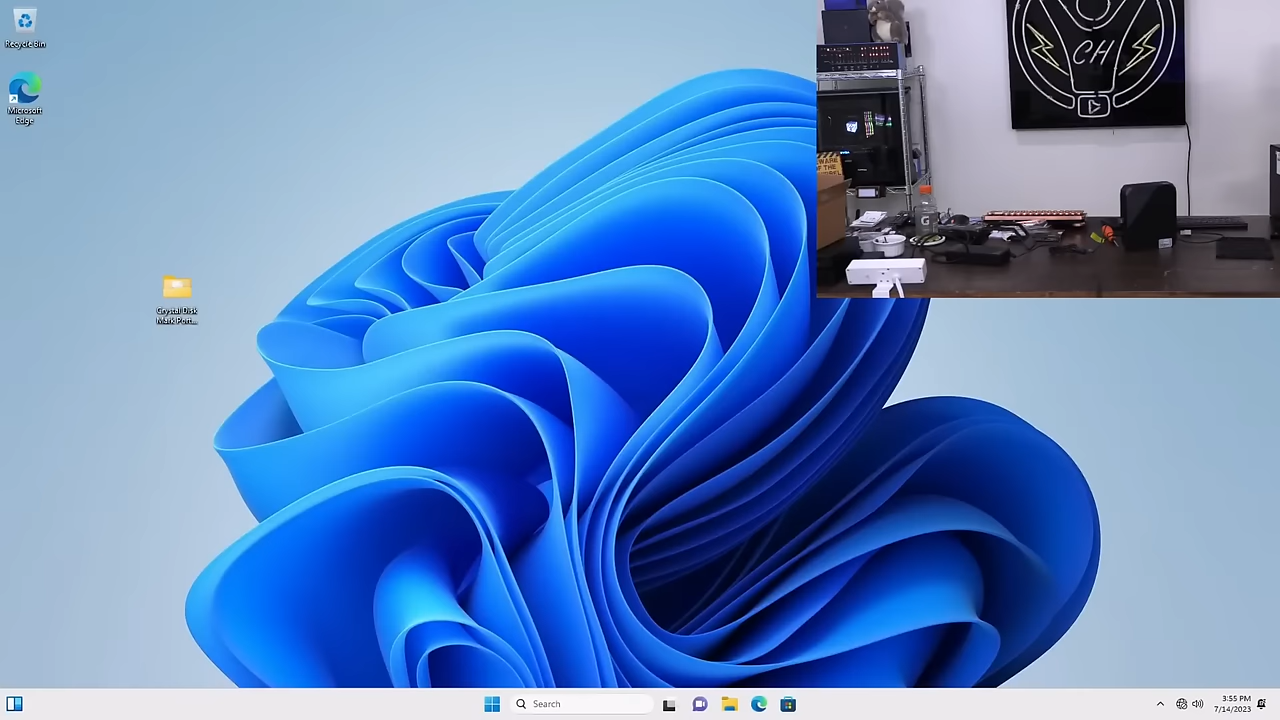 Recycle Bin
Microsoft
Edge
Crystal Disk
Mark Port...
CH
G
Search
3:55 PM
7/14/2023